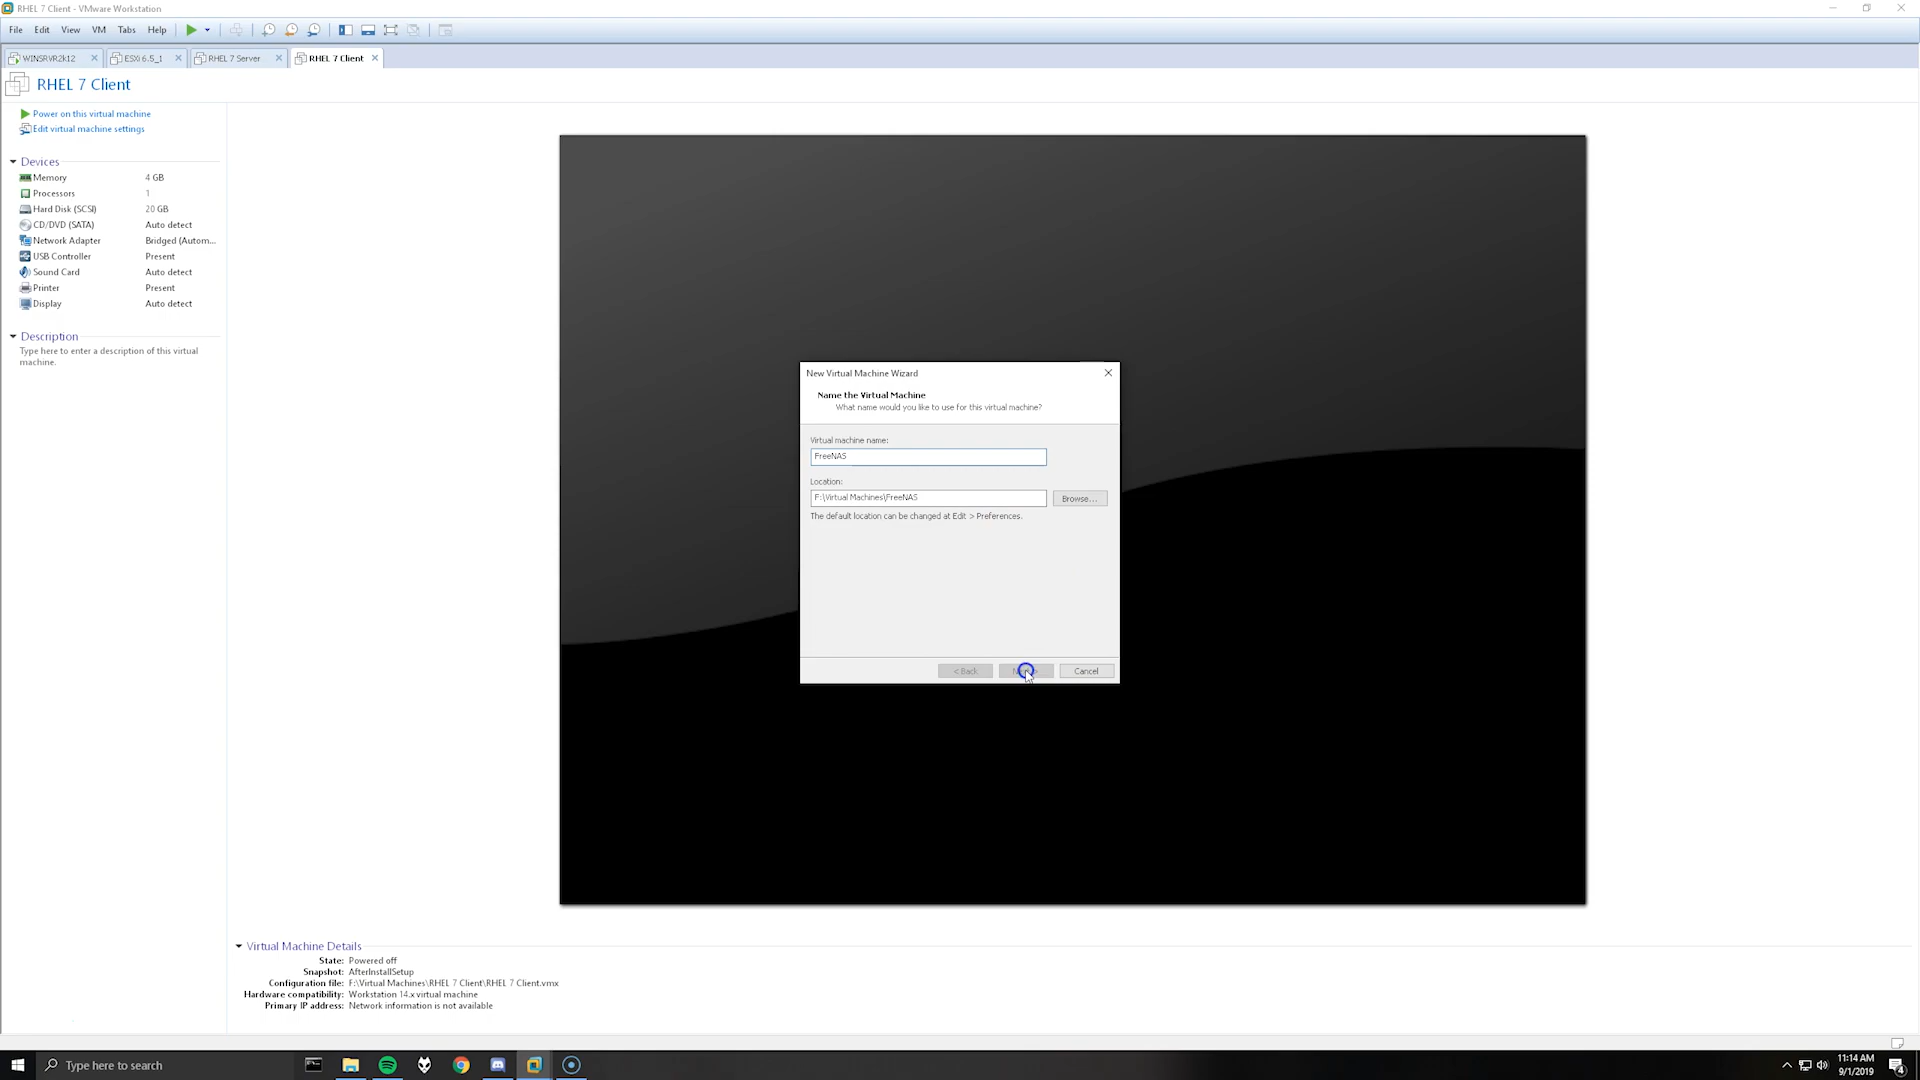 RHEL 7 Client - VMware Workstation
File Edit View VM Tabs Help
WINSRVR2k12 ESXi 6.5_1 RHEL 7 Server RHEL 7 Client
RHEL 7 Client
Power on this virtual machine
Edit virtual machine settings
Devices
Memory 4 GB
Processors 1
Hard Disk (SCSI) 20 GB
CD/DVD (SATA) Auto detect
Network Adapter Bridged (Autom...
USB Controller Present
Sound Card Auto detect
Printer Present
Display Auto detect
Description
Type here to enter a description of this virtual
machine.
New Virtual Machine Wizard
Name the Virtual Machine
What name would you like to use for this virtual machine?
Virtual machine name:
FreeNAS
Location:
F:\Virtual Machines\FreeNAS
Browse...
The default location can be changed at Edit > Preferences.
< Back Cancel
Virtual Machine Details
State: Powered off
Snapshot: AfterInstallSetup
Configuration file: F:\Virtual Machines\RHEL 7 Client\RHEL 7 Client.vmx
Hardware compatibility: Workstation 14.x virtual machine
Primary IP address: Network information is not available
Type here to search
11:14 AM
9/1/2019
4